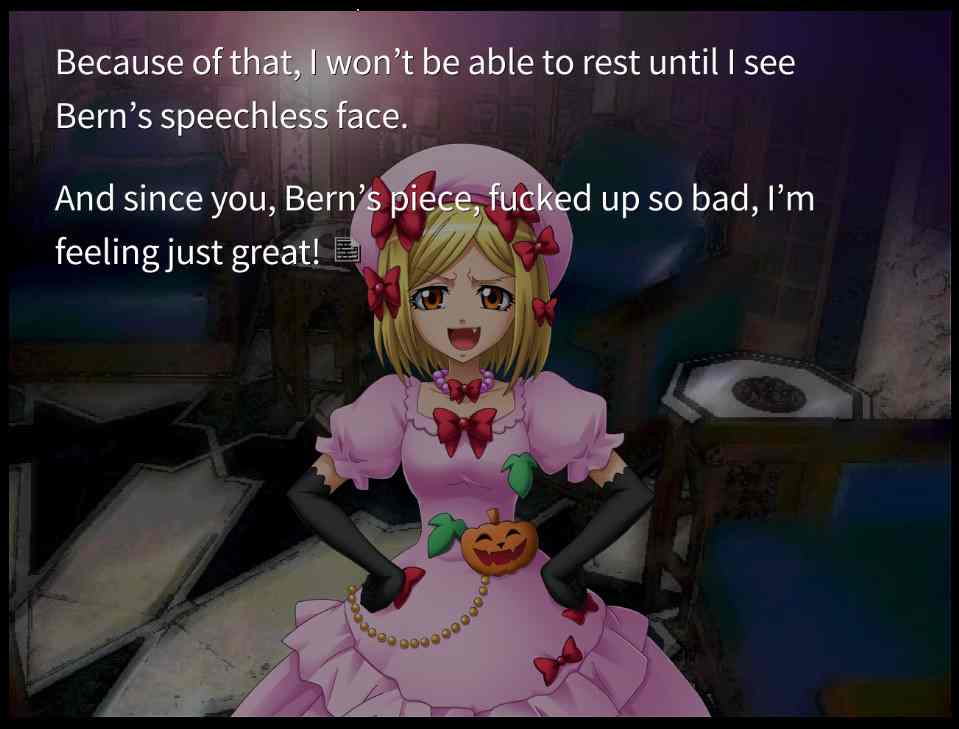 Because of that, I won’t be able to rest until I see
Bern’s speechless face.
And since you, Bern’s piece, fucked up so bad, I’m
feeling just great!